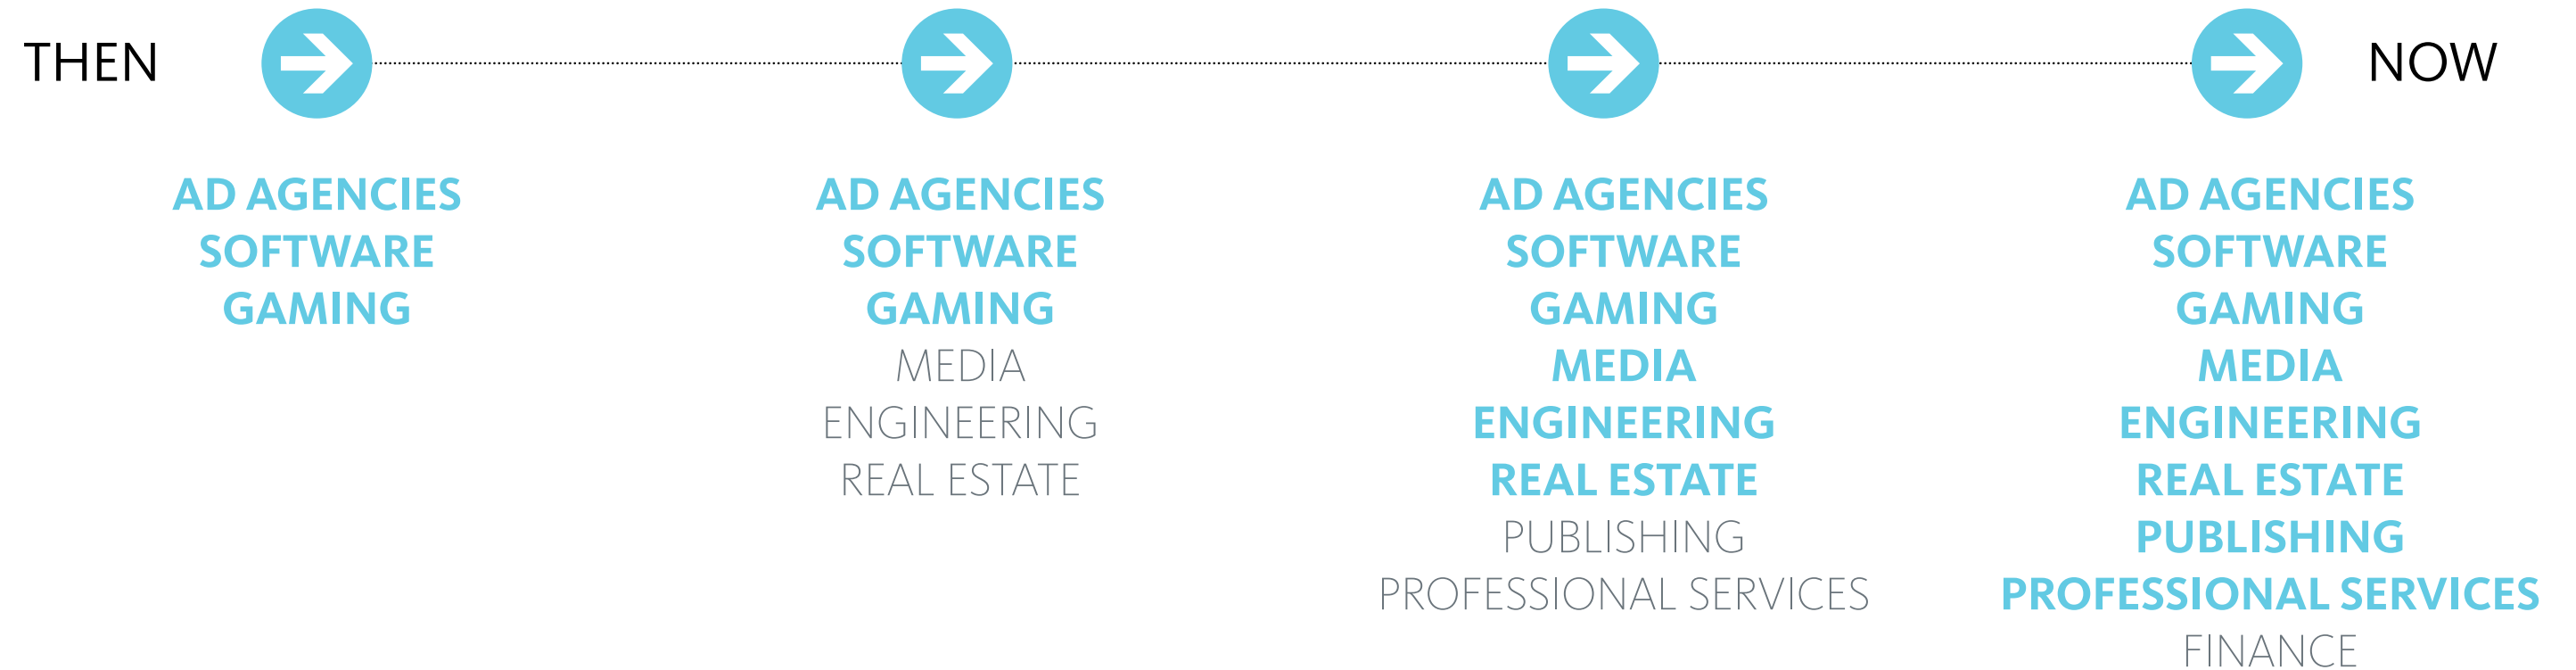 THEN
NOW
AD AGENCIES
SOFTWARE
GAMING
AD AGENCIES
SOFTWARE
GAMING
MEDIA
ENGINEERING
REAL ESTATE
AD AGENCIES
SOFTWARE
GAMING
MEDIA
ENGINEERING
REAL ESTATE
PUBLISHING
PROFESSIONAL SERVICES
AD AGENCIES
SOFTWARE
GAMING
MEDIA
ENGINEERING
REAL ESTATE
PUBLISHING
PROFESSIONAL SERVICES
FINANCE